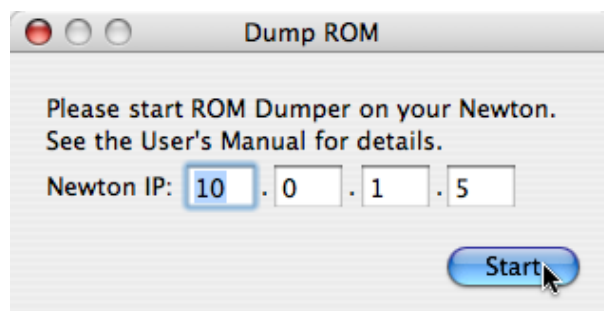 Dump ROM
Please start ROM Dumper on your Newton.
See the User's Manual for details.
Newton IP: 10 . 0 . 1 . 5
Start